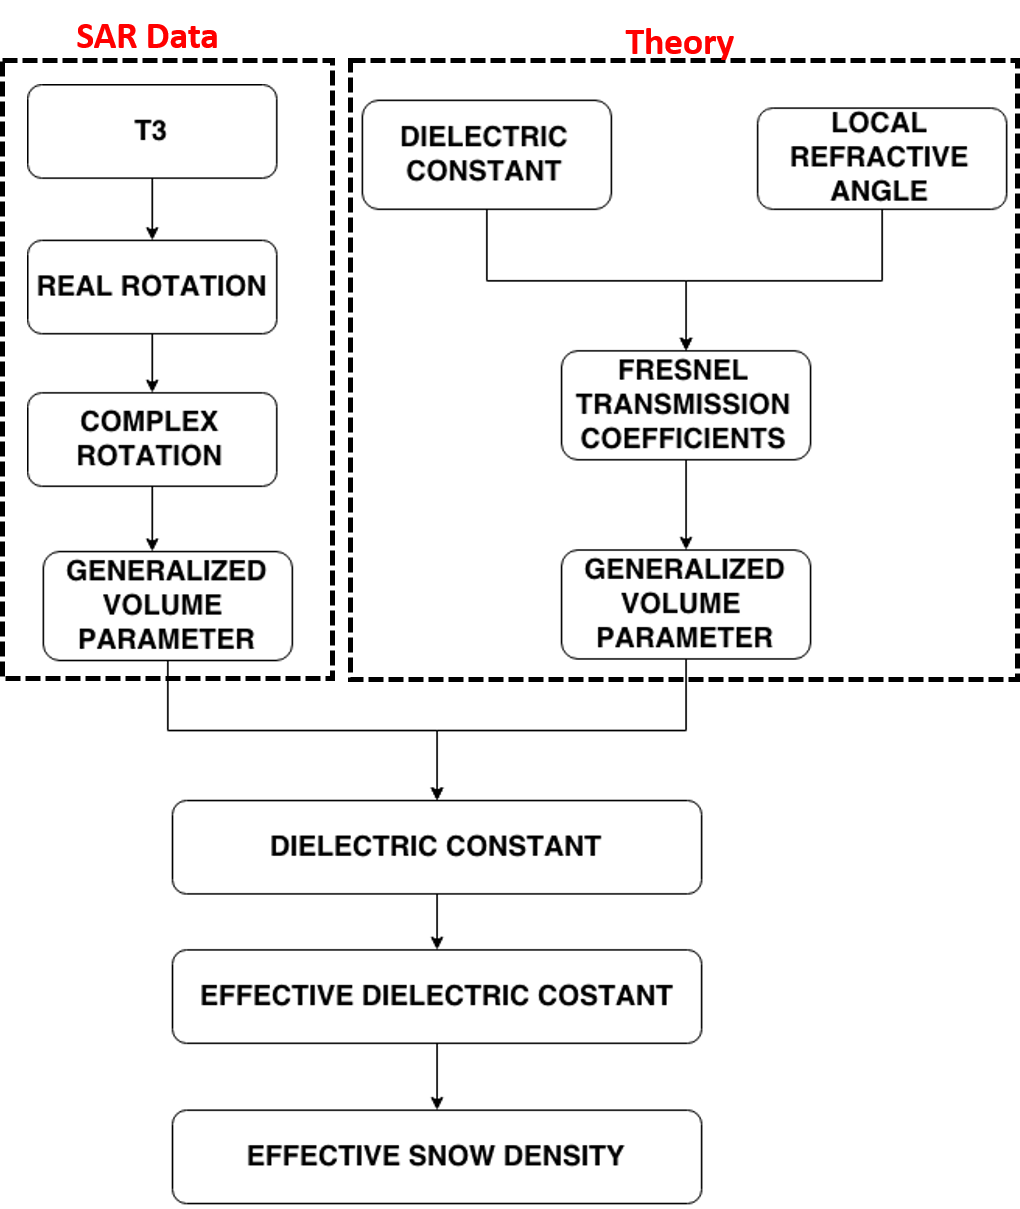 SAR Data
T3
REAL ROTATION
COMPLEX
ROTATION
GENERALIZED
VOLUME
PARAMETER
Theory
DIELECTRIC
CONSTANT
LOCAL
REFRACTIVE
ANGLE
FRESNEL
TRANSMISSION
COEFFICIENTS
GENERALIZED
VOLUME
PARAMETER
DIELECTRIC CONSTANT
EFFECTIVE DIELECTRIC COSTANT
EFFECTIVE SNOW DENSITY